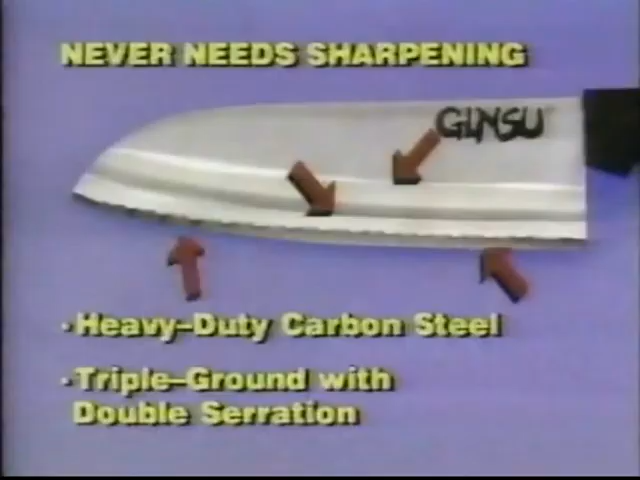 NEVER NEEDS SHARPENING
GINSU
·Heavy-Duty Carbon Steel
·Triple-Ground with
Double Serration